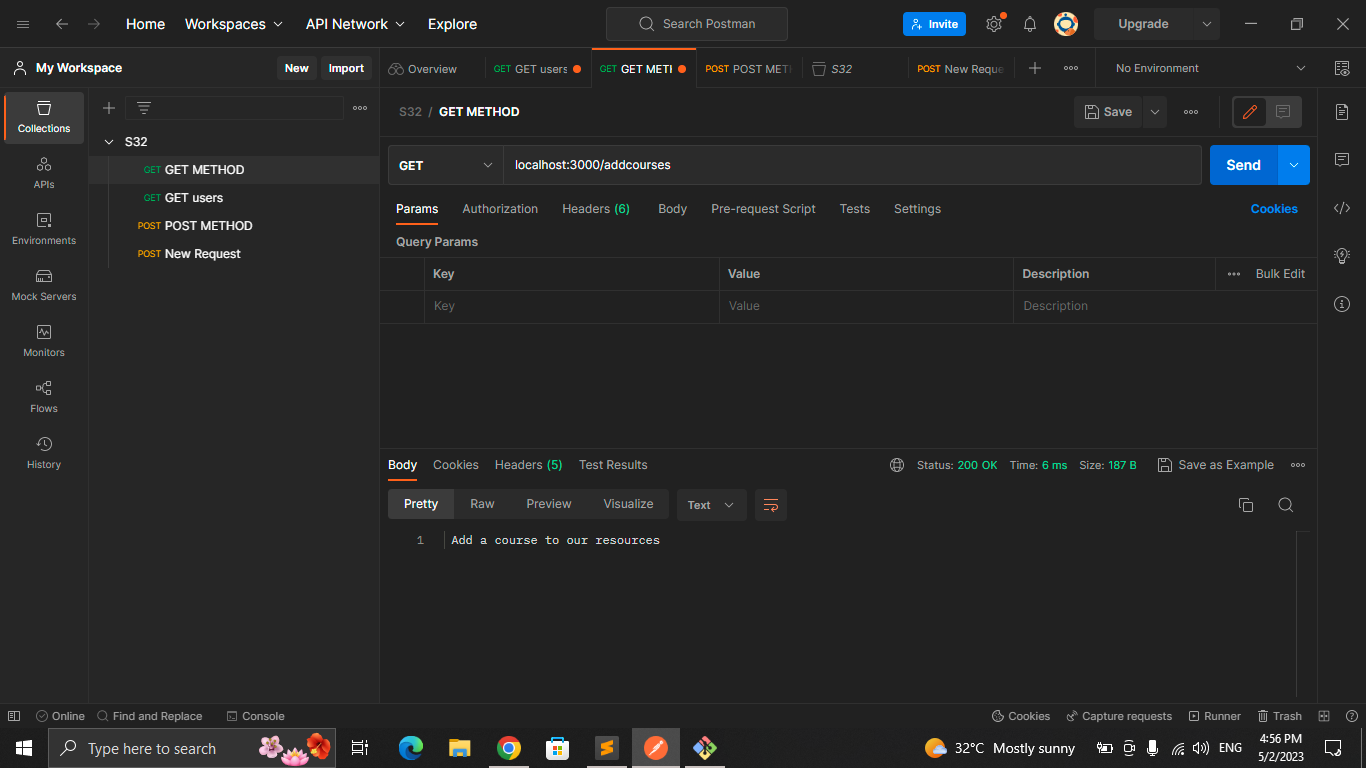 Home
Workspaces
API Network
Explore
Search Postman
Invite
Upgrade
My Workspace
New
Import
Overview
GET GET users
GET GET METH
POST POST METH
S32
POST New Reque
No Environment
Collections
APIs
Environments
Mock Servers
Monitors
Flows
History
S32
GET GET METHOD
GET GET users
POST POST METHOD
POST New Request
S32 / GET METHOD
Save
GET
localhost:3000/addcourses
Send
Params
Authorization
Headers (6)
Body
Pre-request Script
Tests
Settings
Cookies
Query Params
Key
Value
Description
Bulk Edit
Key
Value
Description
Body
Cookies
Headers (5)
Test Results
Status: 200 OK
Time: 6 ms
Size: 187 B
Save as Example
Pretty
Raw
Preview
Visualize
Text
1
Add a course to our resources
Online
Find and Replace
Console
Cookies
Capture requests
Runner
Trash
Type here to search
32°C Mostly sunny
ENG
4:56 PM
5/2/2023